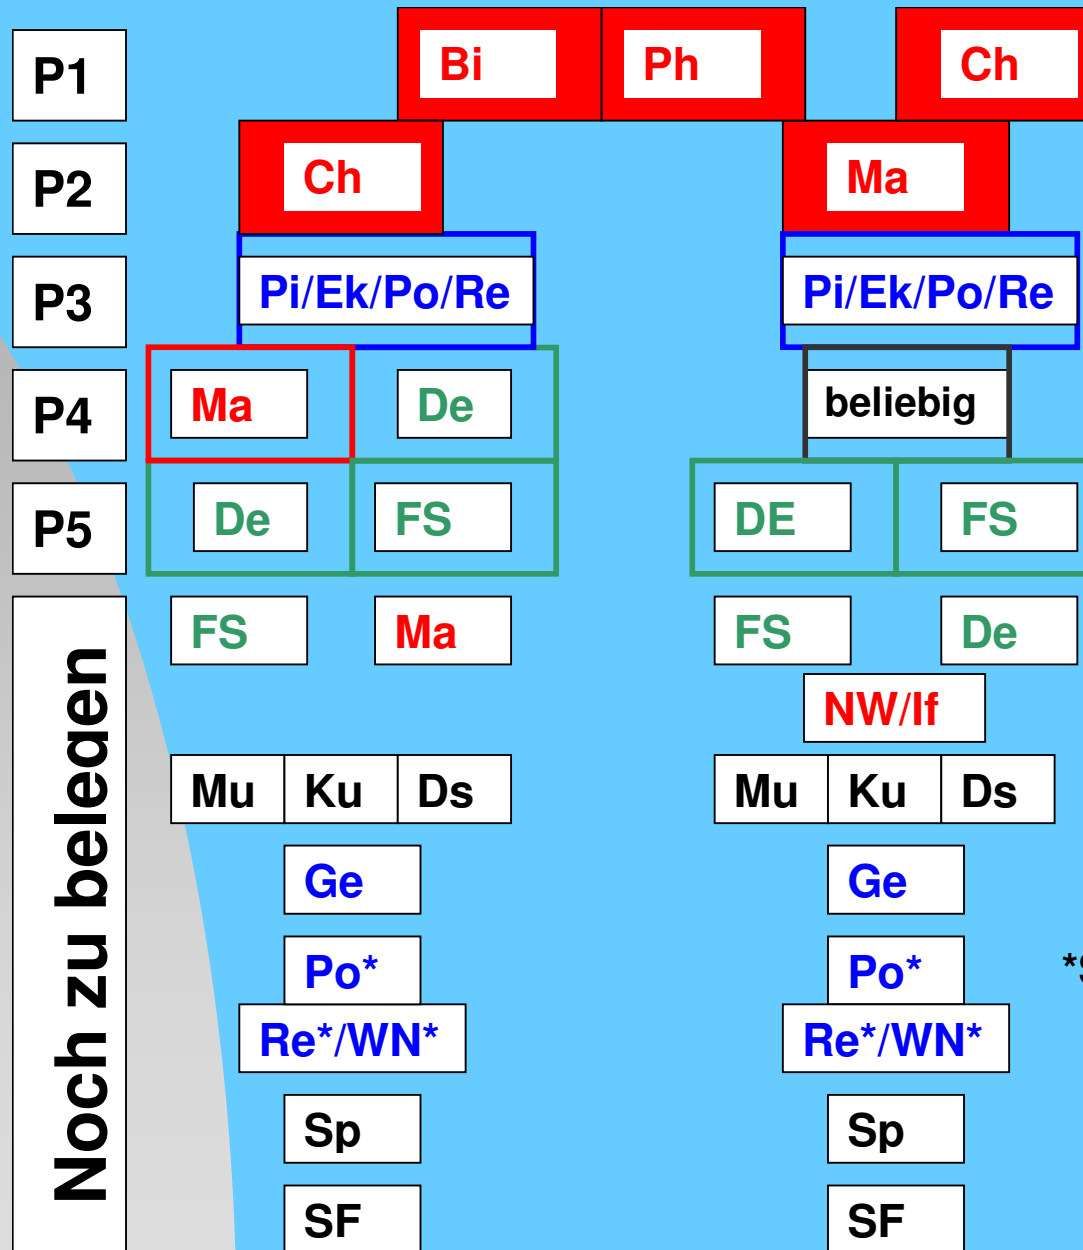 P1 Bi Ph Ch
P2 Ch Ma
P3 Pi/Ek/Po/Re Pi/Ek/Po/Re
P4 Ma De beliebig
P5 De FS DE FS
Noch zu belegen
FS Ma FS De
NW/If
Mu Ku Ds Mu Ku Ds
Ge Ge
Po* Po*
Re*/WN* Re*/WN*
Sp Sp
SF SF